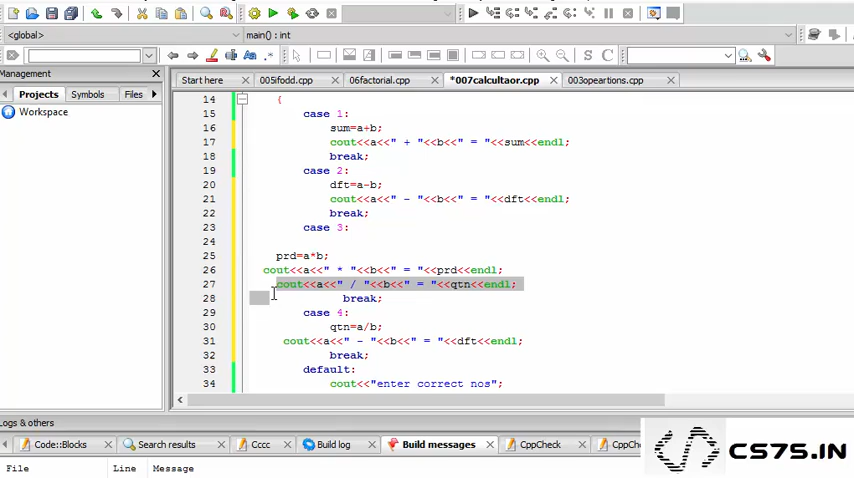 <global>
main() : int
.*
S C
Management
Start here
005ifodd.cpp
06factorial.cpp
*007calcultaor.cpp
003opeartions.cpp
Projects
Symbols
Files
Workspace
14 {
15 case 1:
16 sum=a+b;
17 cout<<a<<" + "<<b<<" = "<<sum<<endl;
18 break;
19 case 2:
20 dft=a-b;
21 cout<<a<<" - "<<b<<" = "<<dft<<endl;
22 break;
23 case 3:
24
25 prd=a*b;
26 cout<<a<<" * "<<b<<" = "<<prd<<endl;
27 cout<<a<<" / "<<b<<" = "<<qtn<<endl;
28 break;
29 case 4:
30 qtn=a/b;
31 cout<<a<<" - "<<b<<" = "<<dft<<endl;
32 break;
33 default:
34 cout<<"enter correct nos";
Logs & others
Code::Blocks
Search results
Cccc
Build log
Build messages
CppCheck
CppChe
File Line Message
</> CS75.IN